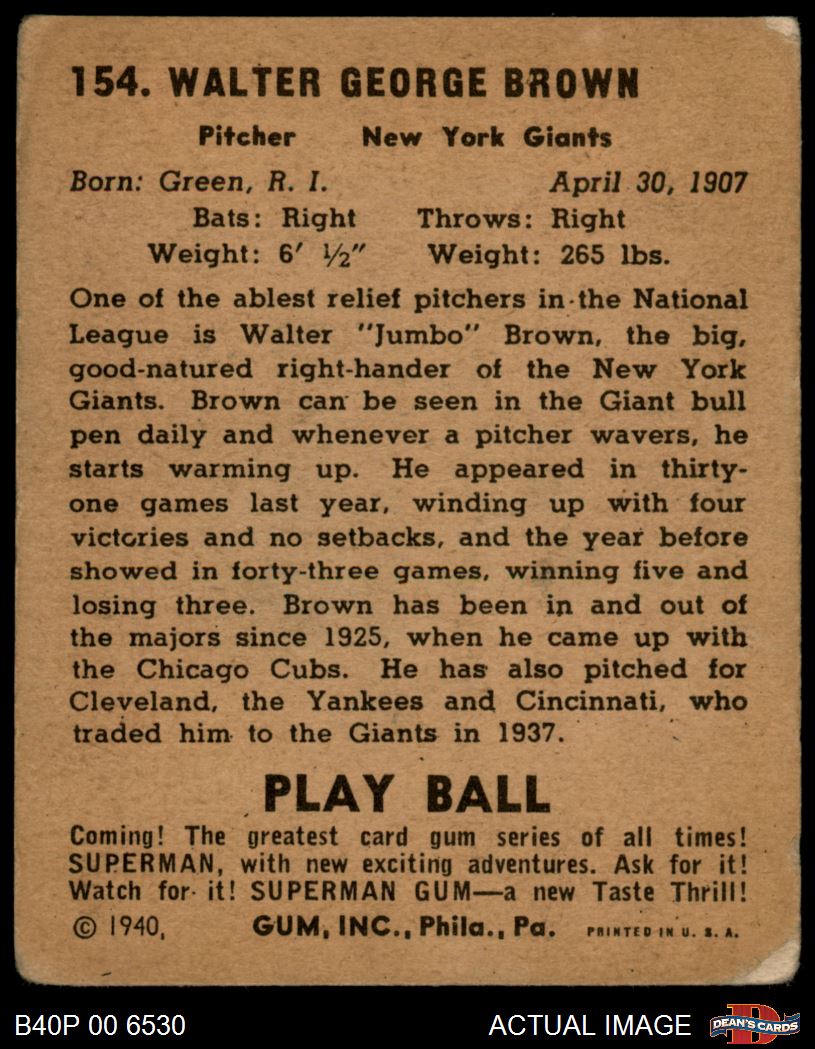 154. WALTER GEORGE BROWN
Pitcher New York Giants
Born: Green, R. I. April 30, 1907
Bats: Right Throws: Right
Weight: 6' ½" Weight: 265 lbs.
One of the ablest relief pitchers in the National
League is Walter "Jumbo" Brown, the big,
good-natured right-hander of the New York
Giants. Brown can be seen in the Giant bull
pen daily and whenever a pitcher wavers, he
starts warming up. He appeared in thirty-
one games last year, winding up with four
victories and no setbacks, and the year before
showed in forty-three games, winning five and
losing three. Brown has been in and out of
the majors since 1925, when he came up with
the Chicago Cubs. He has also pitched for
Cleveland, the Yankees and Cincinnati, who
traded him to the Giants in 1937.
PLAY BALL
Coming! The greatest card gum series of all times!
SUPERMAN, with new exciting adventures. Ask for it!
Watch for it! SUPERMAN GUM—a new Taste Thrill!
© 1940, GUM, INC., Phila., Pa. PRINTED IN U. S. A.
B40P 00 6530 ACTUAL IMAGE D DEAN'S CARDS